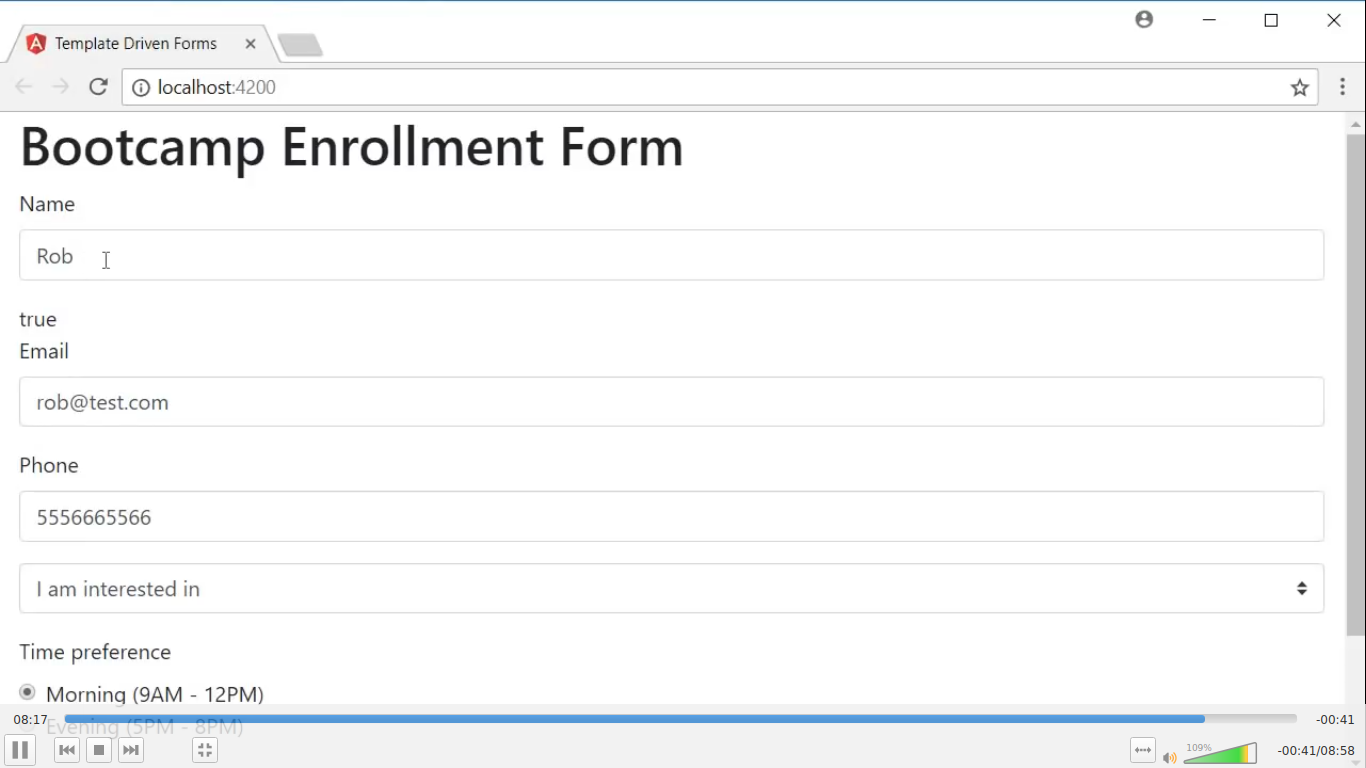 Template Driven Forms
localhost:4200
Bootcamp Enrollment Form
Name
Rob
true
Email
rob@test.com
Phone
5556665566
I am interested in
Time preference
Morning (9AM - 12PM)
Evening (5PM - 8PM)
08:17
-00:41
109%
-00:41/08:58